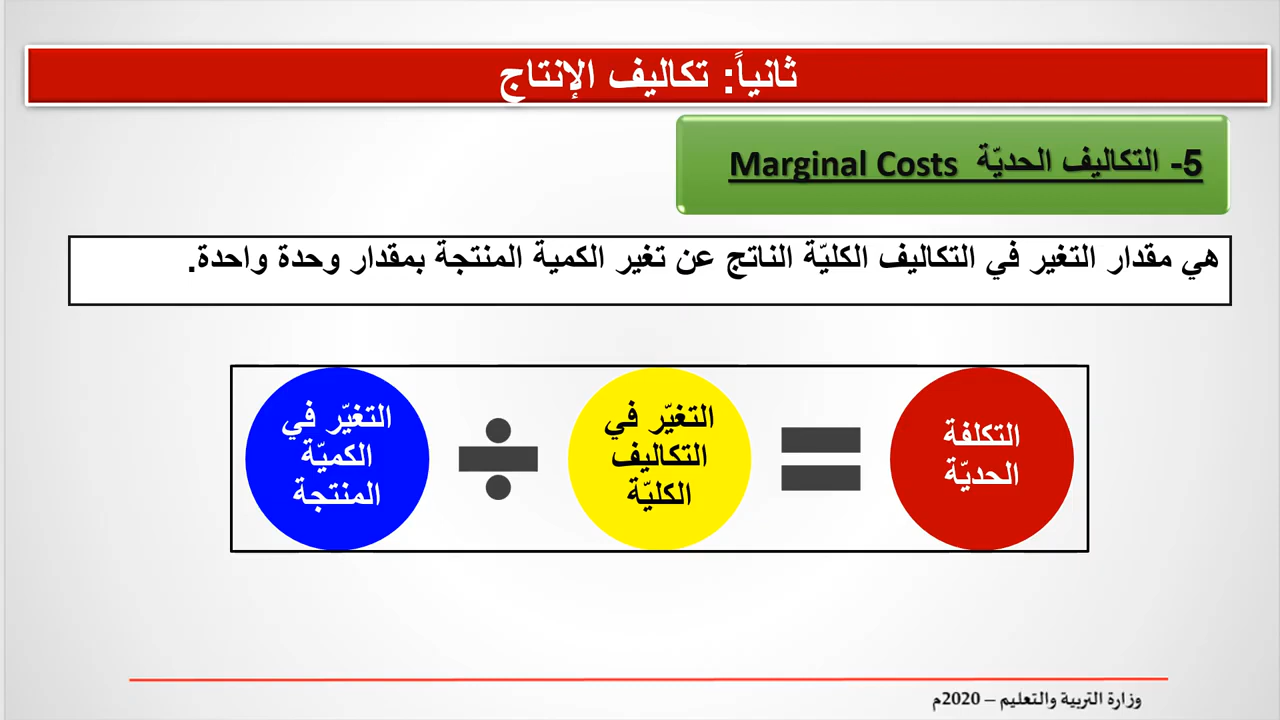 ثانياً: تكاليف الإنتاج
5- التكاليف الحديّة Marginal Costs
هي مقدار التغير في التكاليف الكليّة الناتج عن تغير الكمية المنتجة بمقدار وحدة واحدة.
التكلفة
الحديّة
=
التغيّر في
التكاليف
الكليّة
÷
التغيّر في
الكميّة
المنتجة
وزارة التربية والتعليم – 2020م